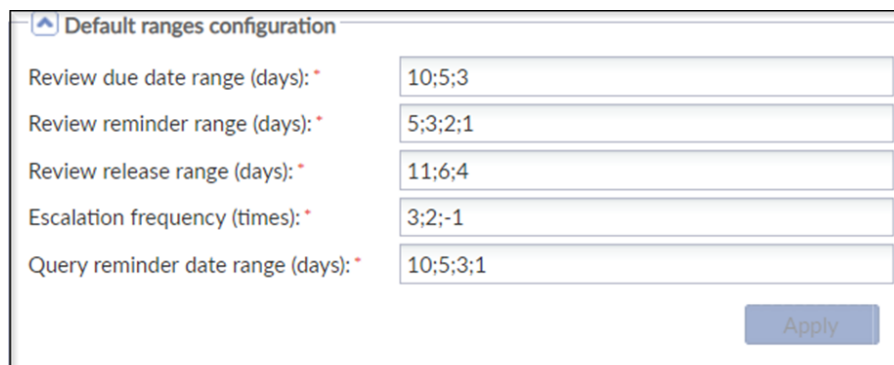 Default ranges configuration
Review due date range (days): * 10;5;3
Review reminder range (days): * 5;3;2;1
Review release range (days): * 11;6;4
Escalation frequency (times): * 3;2;-1
Query reminder date range (days): * 10;5;3;1
Apply